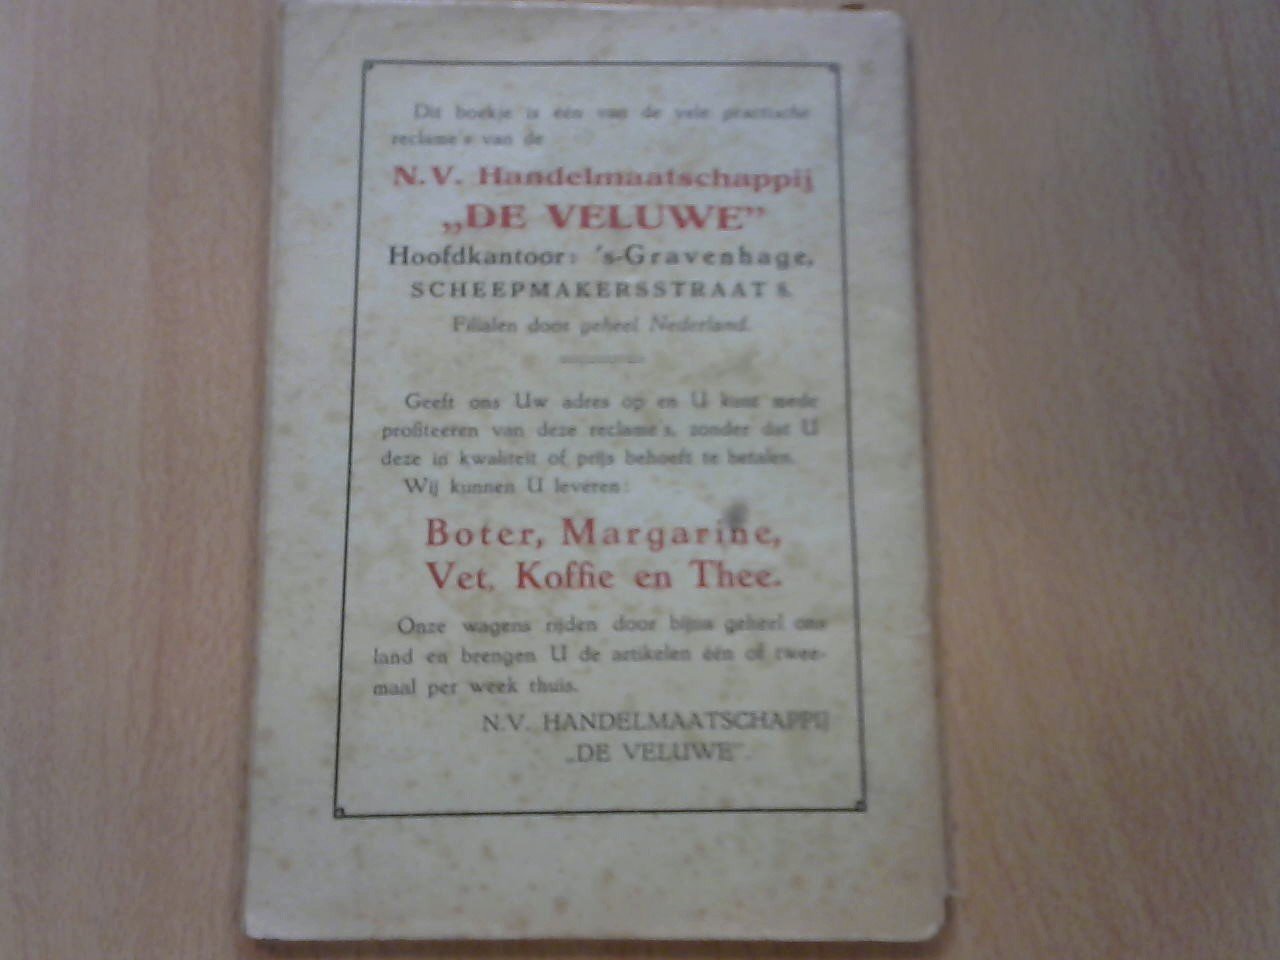 Dit boekje is één van de vele practische
reclame's van de
N.V. Handelmaatschappij
„DE VELUWE”
Hoofdkantoor: 's-Gravenhage,
SCHEEPMAKERSSTRAAT 8.
Filialen door geheel Nederland.
Geeft ons Uw adres op en U kunt mede
profiteeren van deze reclame's, zonder dat U
deze in kwaliteit of prijs behoeft te betalen.
Wij kunnen U leveren:
Boter, Margarine,
Vet, Koffie en Thee.
Onze wagens rijden door bijna geheel ons
land en brengen U de artikelen één of twee-
maal per week thuis.
N.V. HANDELMAATSCHAPPIJ
„DE VELUWE”.